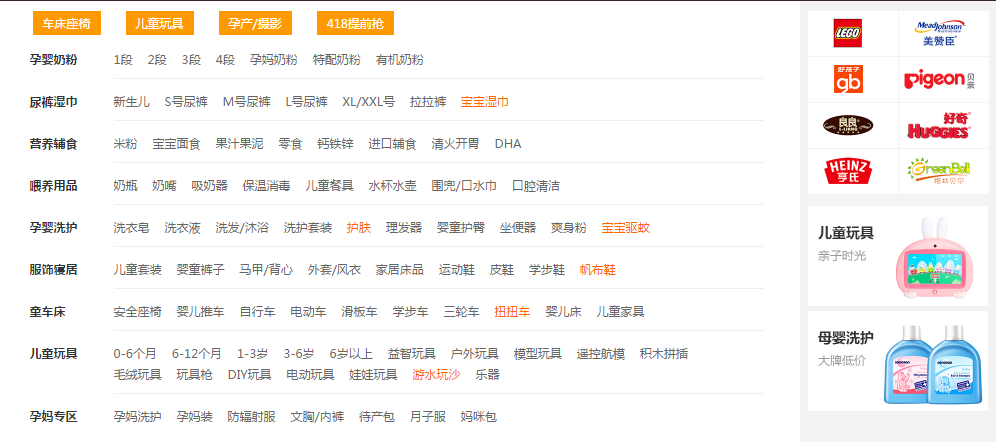 车床座椅 儿童玩具 孕产/摄影 418提前抢
孕婴奶粉 1段 2段 3段 4段 孕妈奶粉 特配奶粉 有机奶粉
尿裤湿巾 新生儿 S号尿裤 M号尿裤 L号尿裤 XL/XXL号 拉拉裤 宝宝湿巾
营养辅食 米粉 宝宝面食 果汁果泥 零食 钙铁锌 进口辅食 清火开胃 DHA
喂养用品 奶瓶 奶嘴 吸奶器 保温消毒 儿童餐具 水杯水壶 围兜/口水巾 口腔清洁
孕婴洗护 洗衣皂 洗衣液 洗发/沐浴 洗护套装 护肤 理发器 婴童护臀 坐便器 爽身粉 宝宝驱蚊
服饰寝居 儿童套装 婴童裤子 马甲/背心 外套/风衣 家居床品 运动鞋 皮鞋 学步鞋 帆布鞋
童车床 安全座椅 婴儿推车 自行车 电动车 滑板车 学步车 三轮车 扭扭车 婴儿床 儿童家具
儿童玩具 0-6个月 6-12个月 1-3岁 3-6岁 6岁以上 益智玩具 户外玩具 模型玩具 遥控航模 积木拼插
毛绒玩具 玩具枪 DIY玩具 电动玩具 娃娃玩具 游水玩沙 乐器
孕妈专区 孕妈洗护 孕妈装 防辐射服 文胸/内裤 待产包 月子服 妈咪包
LEGO
MeadJohnson
美赞臣
好孩子
gb
pigeon 贝亲
良良
L-LIANG
好奇
HUGGIES
HEINZ
亨氏
GreenBell
格林贝尔
儿童玩具
亲子时光
母婴洗护
大牌低价